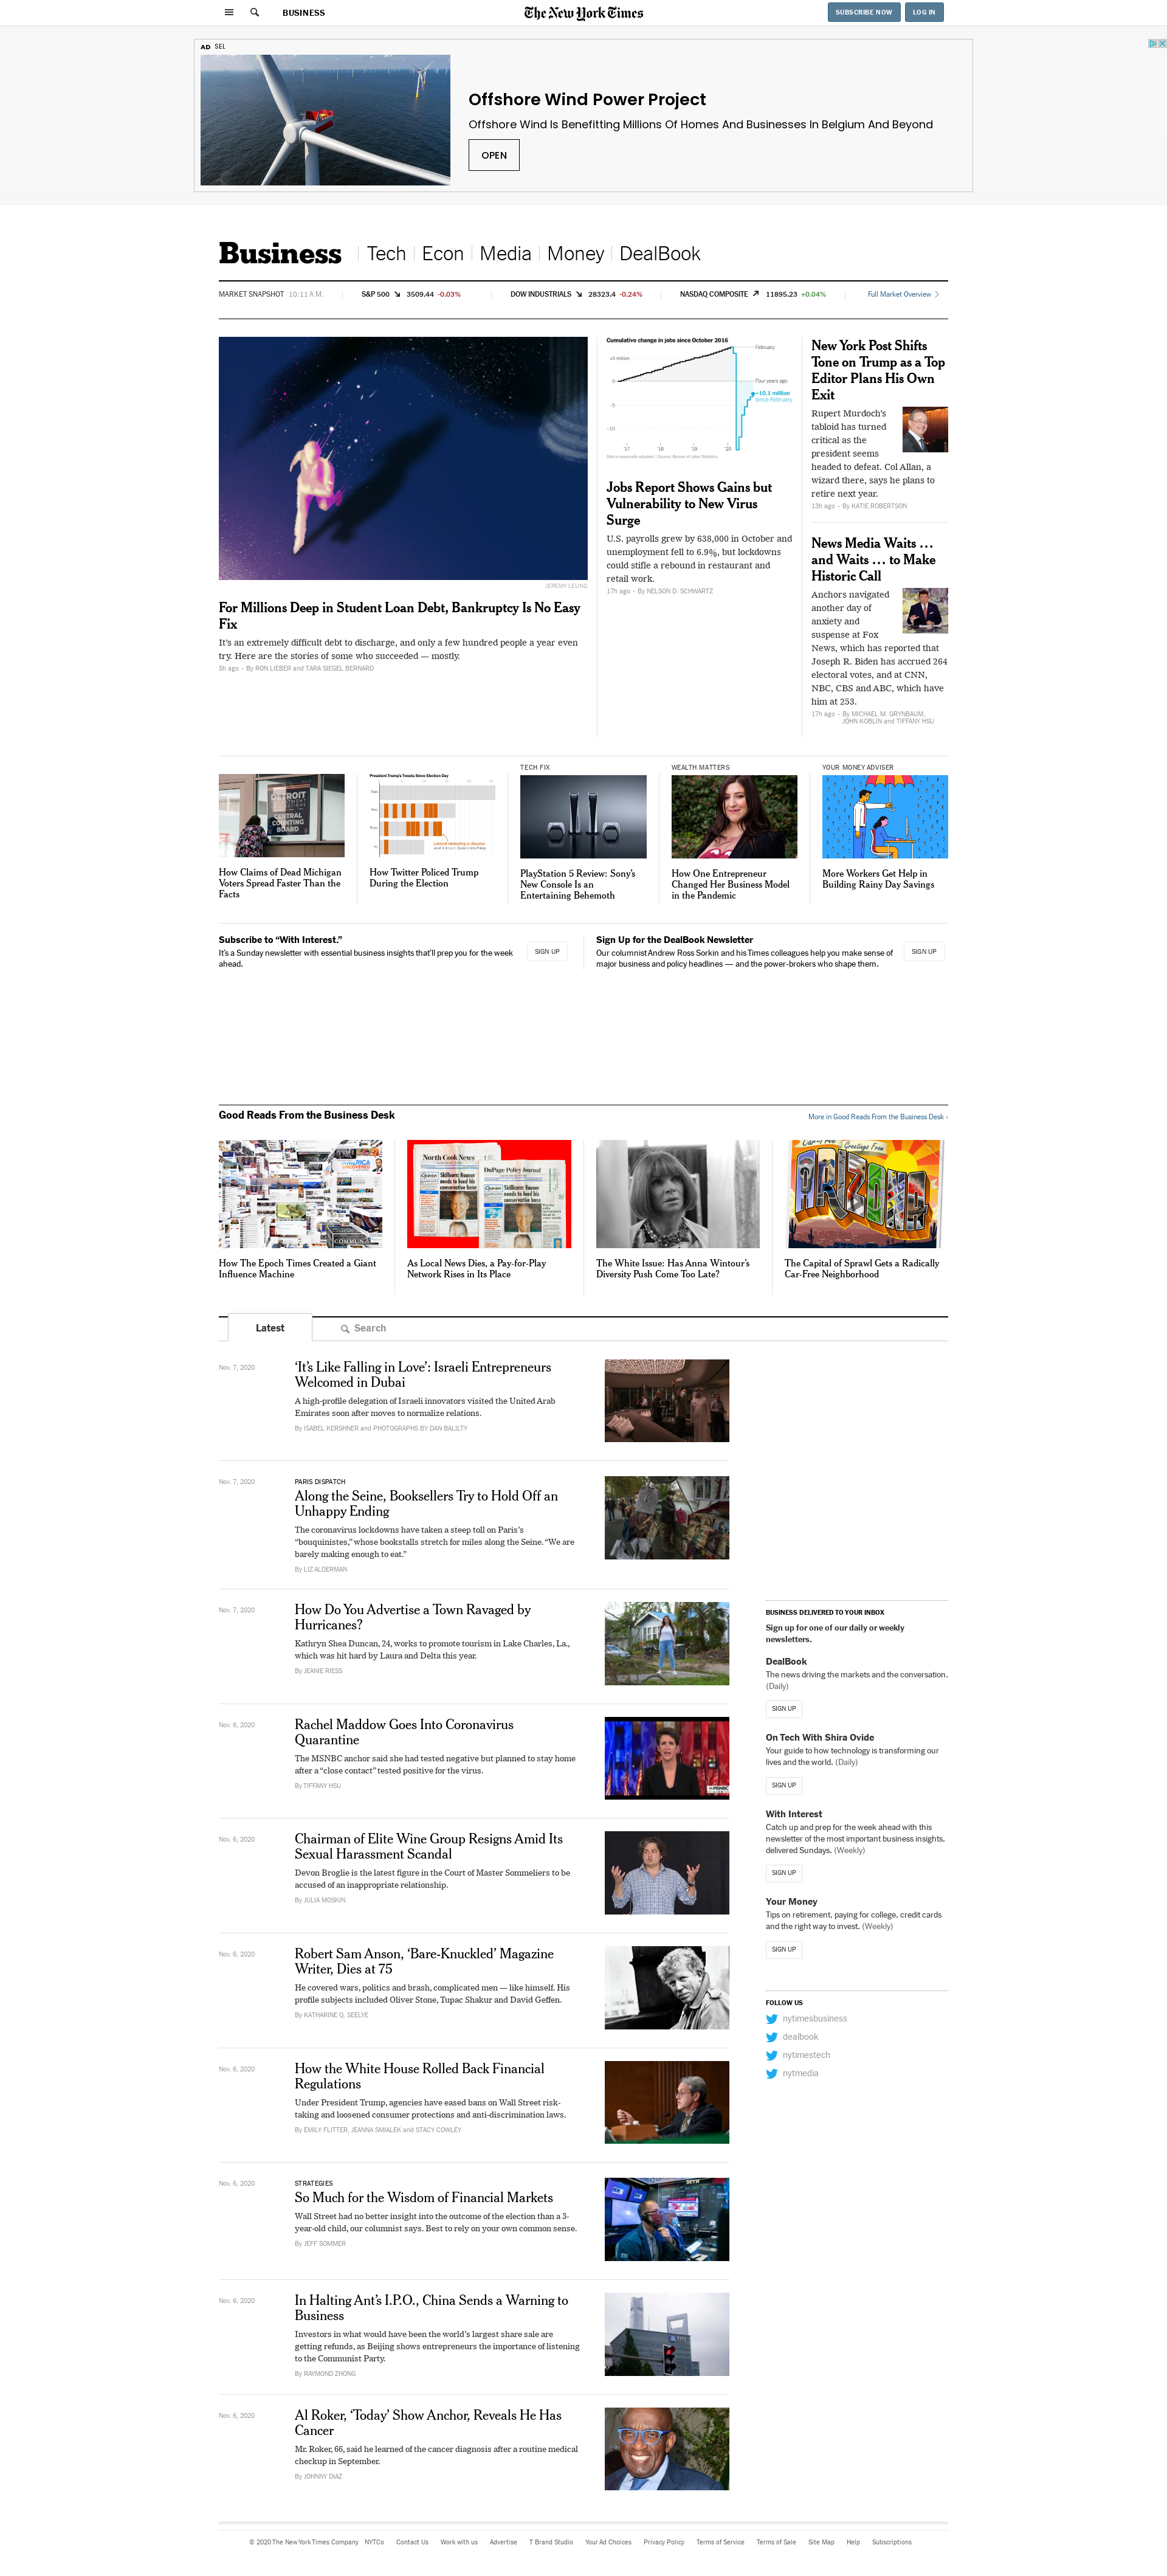 BUSINESS
The New York Times
SUBSCRIBE NOW
LOG IN
AD SEL
Offshore Wind Power Project
Offshore Wind Is Benefitting Millions Of Homes And Businesses In Belgium And Beyond
OPEN
Business
Tech
Econ
Media
Money
DealBook
MARKET SNAPSHOT 10:11 A.M.
S&P 500 3509.44 -0.03%
DOW INDUSTRIALS 28323.4 -0.24%
NASDAQ COMPOSITE 11895.23 +0.04%
Full Market Overview
JEREMY LEUNG
For Millions Deep in Student Loan Debt, Bankruptcy Is No Easy
Fix
It's an extremely difficult debt to discharge, and only a few hundred people a year even
try. Here are the stories of some who succeeded — mostly.
5h ago - By RON LIEBER and TARA SIEGEL BERNARD
Cumulative change in jobs since October 2016
February
+5 million
0
Four years ago
–10.1 million
since February
–5
–10
'17
'18
'19
'20
Data is seasonally adjusted. | Source: Bureau of Labor Statistics
Jobs Report Shows Gains but
Vulnerability to New Virus
Surge
U.S. payrolls grew by 638,000 in October and
unemployment fell to 6.9%, but lockdowns
could stifle a rebound in restaurant and
retail work.
17h ago - By NELSON D. SCHWARTZ
New York Post Shifts
Tone on Trump as a Top
Editor Plans His Own
Exit
Rupert Murdoch's
tabloid has turned
critical as the
president seems
headed to defeat. Col Allan, a
wizard there, says he plans to
retire next year.
13h ago - By KATIE ROBERTSON
News Media Waits …
and Waits … to Make
Historic Call
Anchors navigated
another day of
anxiety and
suspense at Fox
News, which has reported that
Joseph R. Biden has accrued 264
electoral votes, and at CNN,
NBC, CBS and ABC, which have
him at 253.
17h ago - By MICHAEL M. GRYNBAUM,
JOHN KOBLIN and TIFFANY HSU
DETROIT
CENTRAL
COUNTING
BOARD
How Claims of Dead Michigan
Voters Spread Faster Than the
Facts
President Trump's Tweets Since Election Day
How Twitter Policed Trump
During the Election
TECH FIX
PlayStation 5 Review: Sony's
New Console Is an
Entertaining Behemoth
WEALTH MATTERS
How One Entrepreneur
Changed Her Business Model
in the Pandemic
YOUR MONEY ADVISER
More Workers Get Help in
Building Rainy Day Savings
Subscribe to “With Interest.”
It's a Sunday newsletter with essential business insights that'll prep you for the week
ahead.
SIGN UP
Sign Up for the DealBook Newsletter
Our columnist Andrew Ross Sorkin and his Times colleagues help you make sense of
major business and policy headlines — and the power-brokers who shape them.
SIGN UP
Good Reads From the Business Desk
More in Good Reads From the Business Desk ›
How The Epoch Times Created a Giant
Influence Machine
North Cook News
DuPage Policy Journal
As Local News Dies, a Pay-for-Play
Network Rises in Its Place
The White Issue: Has Anna Wintour's
Diversity Push Come Too Late?
Greetings From
ARIZONA
The Capital of Sprawl Gets a Radically
Car-Free Neighborhood
Latest
Search
Nov. 7, 2020
‘It's Like Falling in Love’: Israeli Entrepreneurs
Welcomed in Dubai
A high-profile delegation of Israeli innovators visited the United Arab
Emirates soon after moves to normalize relations.
By ISABEL KERSHNER and PHOTOGRAPHS BY DAN BALILTY
Nov. 7, 2020
PARIS DISPATCH
Along the Seine, Booksellers Try to Hold Off an
Unhappy Ending
The coronavirus lockdowns have taken a steep toll on Paris's
“bouquinistes,” whose bookstalls stretch for miles along the Seine. “We are
barely making enough to eat.”
By LIZ ALDERMAN
Nov. 7, 2020
How Do You Advertise a Town Ravaged by
Hurricanes?
Kathryn Shea Duncan, 24, works to promote tourism in Lake Charles, La.,
which was hit hard by Laura and Delta this year.
By JEANIE RIESS
Nov. 6, 2020
Rachel Maddow Goes Into Coronavirus
Quarantine
The MSNBC anchor said she had tested negative but planned to stay home
after a “close contact” tested positive for the virus.
By TIFFANY HSU
MSNBC
Nov. 6, 2020
Chairman of Elite Wine Group Resigns Amid Its
Sexual Harassment Scandal
Devon Broglie is the latest figure in the Court of Master Sommeliers to be
accused of an inappropriate relationship.
By JULIA MOSKIN
Nov. 6, 2020
Robert Sam Anson, ‘Bare-Knuckled’ Magazine
Writer, Dies at 75
He covered wars, politics and brash, complicated men — like himself. His
profile subjects included Oliver Stone, Tupac Shakur and David Geffen.
By KATHARINE Q. SEELYE
Nov. 6, 2020
How the White House Rolled Back Financial
Regulations
Under President Trump, agencies have eased bans on Wall Street risk-
taking and loosened consumer protections and anti-discrimination laws.
By EMILY FLITTER, JEANNA SMIALEK and STACY COWLEY
Nov. 6, 2020
STRATEGIES
So Much for the Wisdom of Financial Markets
Wall Street had no better insight into the outcome of the election than a 3-
year-old child, our columnist says. Best to rely on your own common sense.
By JEFF SOMMER
Nov. 6, 2020
In Halting Ant's I.P.O., China Sends a Warning to
Business
Investors in what would have been the world's largest share sale are
getting refunds, as Beijing shows entrepreneurs the importance of listening
to the Communist Party.
By RAYMOND ZHONG
Nov. 6, 2020
Al Roker, ‘Today’ Show Anchor, Reveals He Has
Cancer
Mr. Roker, 66, said he learned of the cancer diagnosis after a routine medical
checkup in September.
By JOHNNY DIAZ
BUSINESS DELIVERED TO YOUR INBOX
Sign up for one of our daily or weekly
newsletters.
DealBook
The news driving the markets and the conversation.
(Daily)
SIGN UP
On Tech With Shira Ovide
Your guide to how technology is transforming our
lives and the world. (Daily)
SIGN UP
With Interest
Catch up and prep for the week ahead with this
newsletter of the most important business insights,
delivered Sundays. (Weekly)
SIGN UP
Your Money
Tips on retirement, paying for college, credit cards
and the right way to invest. (Weekly)
SIGN UP
FOLLOW US
nytimesbusiness
dealbook
nytimestech
nytmedia
© 2020 The New York Times Company NYTCo Contact Us Work with us Advertise T Brand Studio Your Ad Choices Privacy Policy Terms of Service Terms of Sale Site Map Help Subscriptions